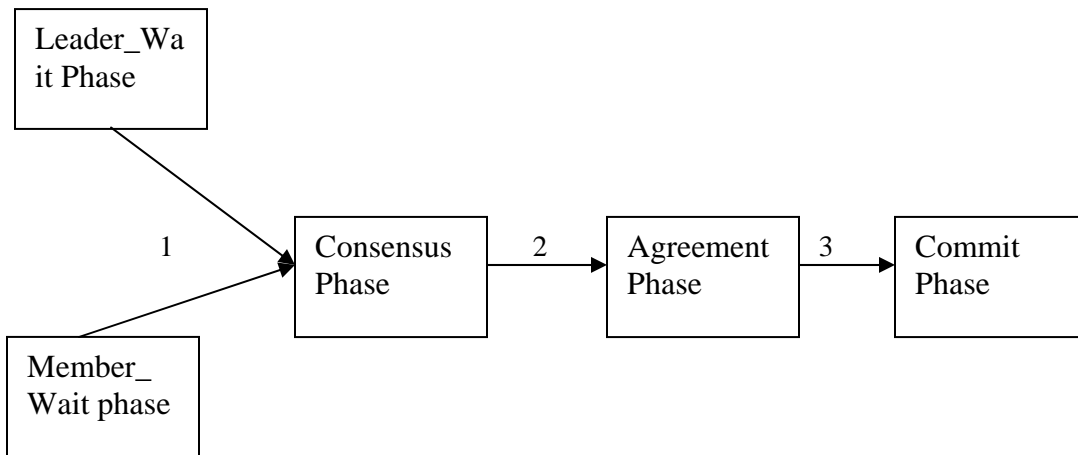 Leader_Wa
it Phase
1
Consensus
Phase
2
Agreement
Phase
3
Commit
Phase
Member_
Wait phase